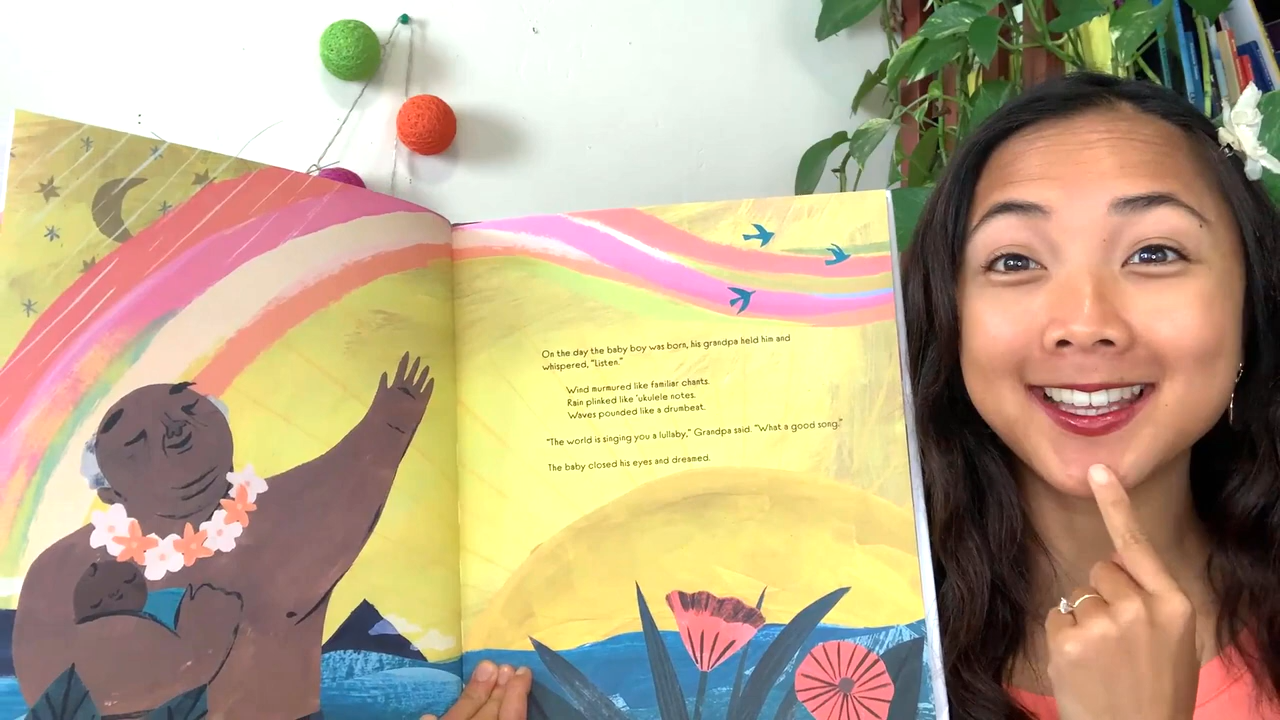 On the day the baby boy was born, his grandpa held him and
whispered, "Listen."
Wind murmured like familiar chants.
Rain plinked like ʻukulele notes.
Waves pounded like a drumbeat.
"The world is singing you a lullaby," Grandpa said. "What a good song."
The baby closed his eyes and dreamed.